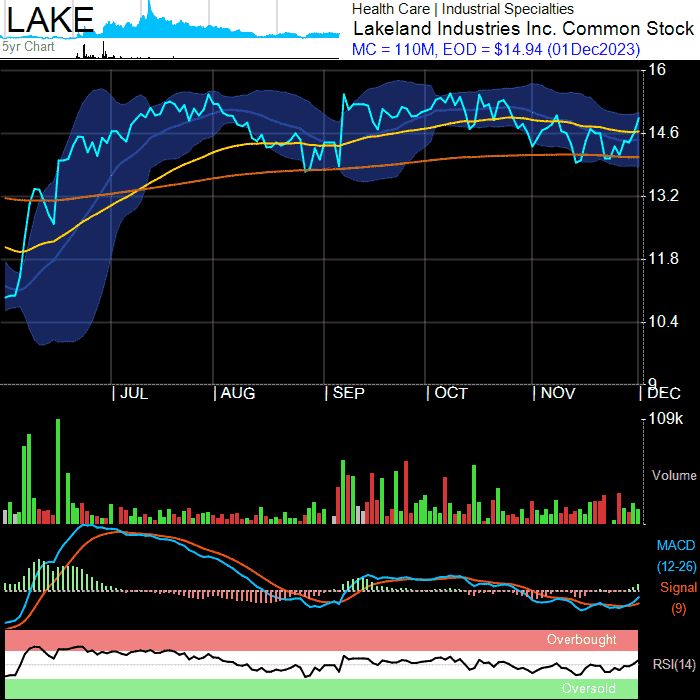 LAKE
5yr Chart
Health Care | Industrial Specialties
Lakeland Industries Inc. Common Stock
MC = 110M, EOD = $14.94 (01Dec2023)
16
14.6
13.2
11.8
10.4
9
| JUL | AUG | SEP | OCT | NOV | DEC
109k
Volume
MACD
(12-26)
Signal
(9)
Overbought
RSI(14)
Oversold